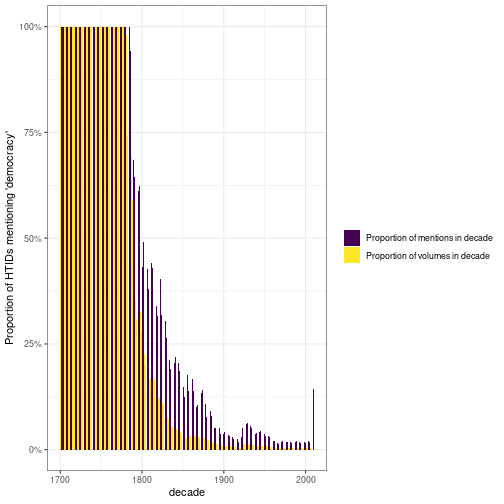 Proportion of HTIDs mentioning 'democracy'
100%
75%
50%
25%
0%
1700
1800
1900
2000
decade
Proportion of mentions in decade
Proportion of volumes in decade